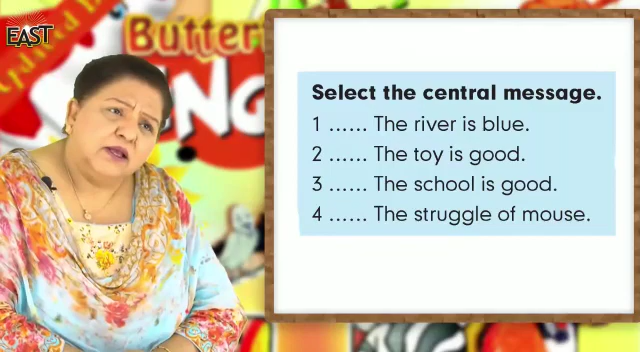 EAST
Butter
ENG
Select the central message.
1 ...... The river is blue.
2 ...... The toy is good.
3 ...... The school is good.
4 ...... The struggle of mouse.